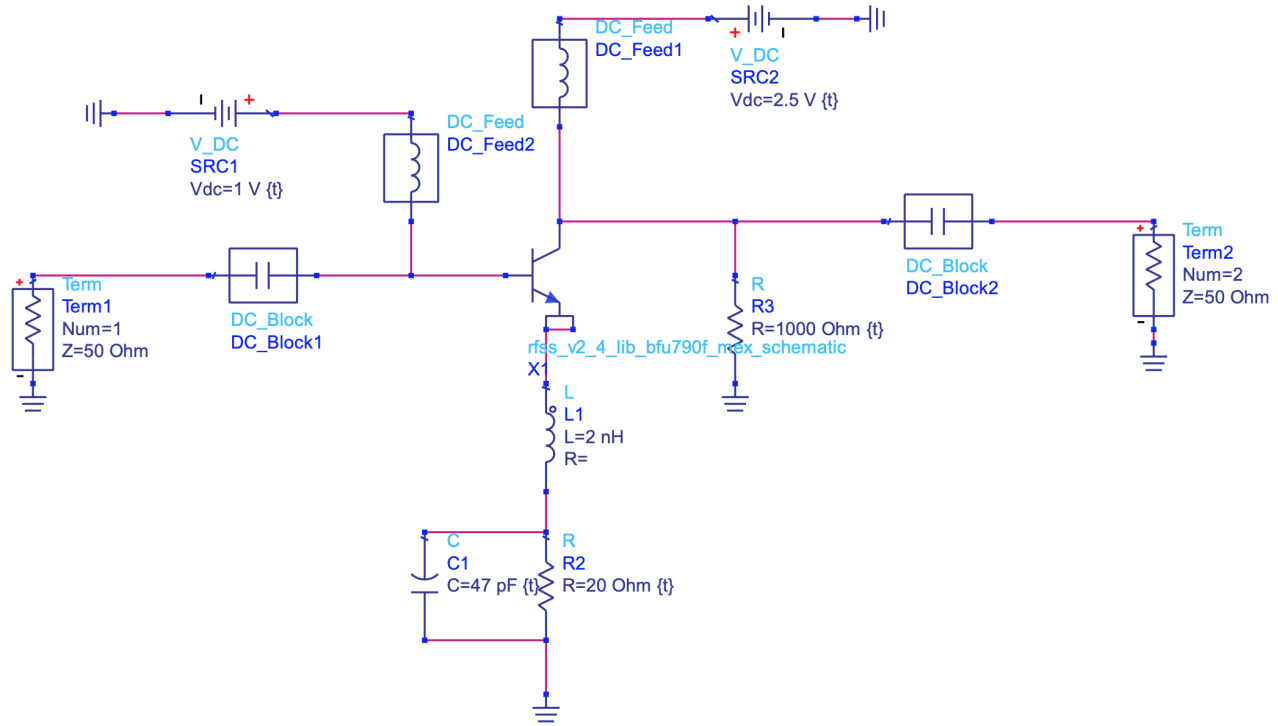 DC_Feed
DC_Feed1
+
V_DC
SRC2
Vdc=2.5 V {t}
+
V_DC
SRC1
Vdc=1 V {t}
DC_Feed
DC_Feed2
+
Term
Term1
Num=1
Z=50 Ohm
-
DC_Block
DC_Block1
DC_Block
DC_Block2
+
Term
Term2
Num=2
Z=50 Ohm
-
R
R3
R=1000 Ohm {t}
rfss_v2_4_lib_bfu790f_mex_schematic
X1
L
L1
L=2 nH
R=
C
C1
C=47 pF {t}
R
R2
R=20 Ohm {t}